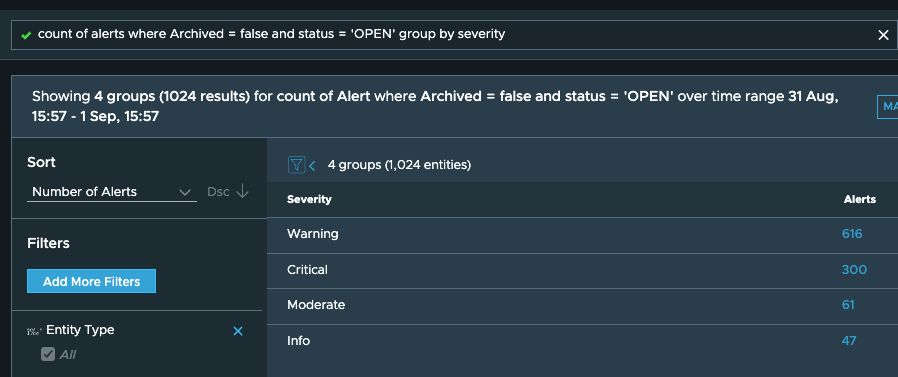 count of alerts where Archived = false and status = 'OPEN' group by severity
Showing 4 groups (1024 results) for count of Alert where Archived = false and status = 'OPEN' over time range 31 Aug,
15:57 - 1 Sep, 15:57
MA
Sort
Number of Alerts
Dsc
Filters
Add More Filters
Entity Type
All
4 groups (1,024 entities)
Severity Alerts
Warning 616
Critical 300
Moderate 61
Info 47